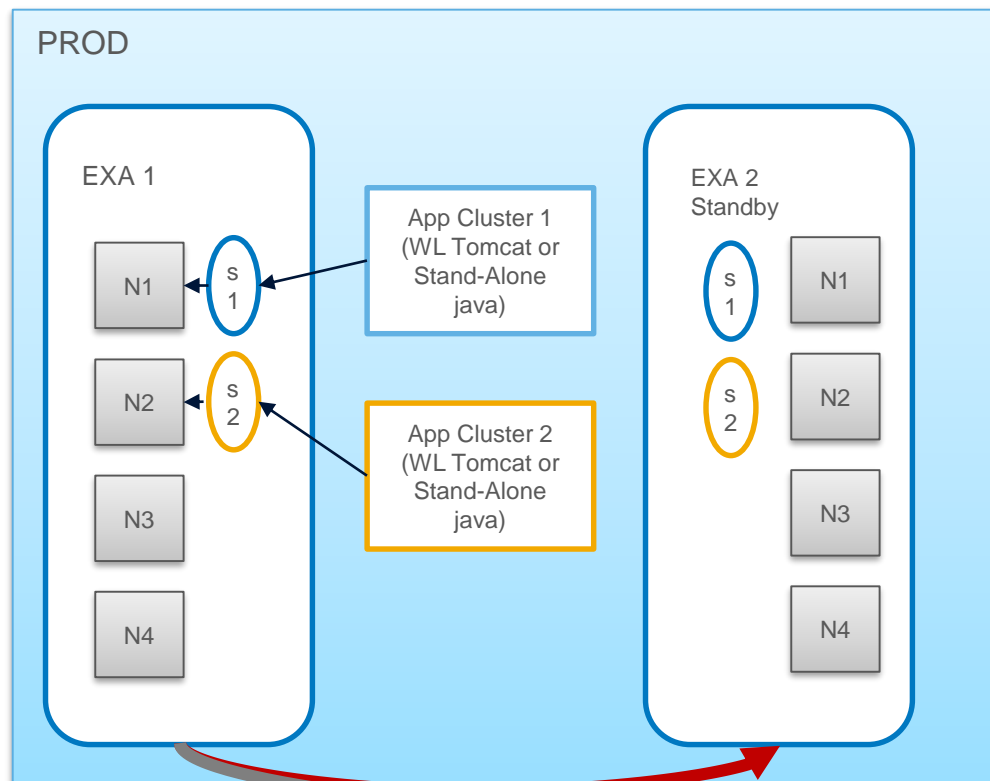 PROD
EXA 1
N1
s
1
N2
s
2
N3
N4
App Cluster 1
(WL Tomcat or
Stand-Alone
java)
App Cluster 2
(WL Tomcat or
Stand-Alone
java)
EXA 2
Standby
s
1
N1
s
2
N2
N3
N4